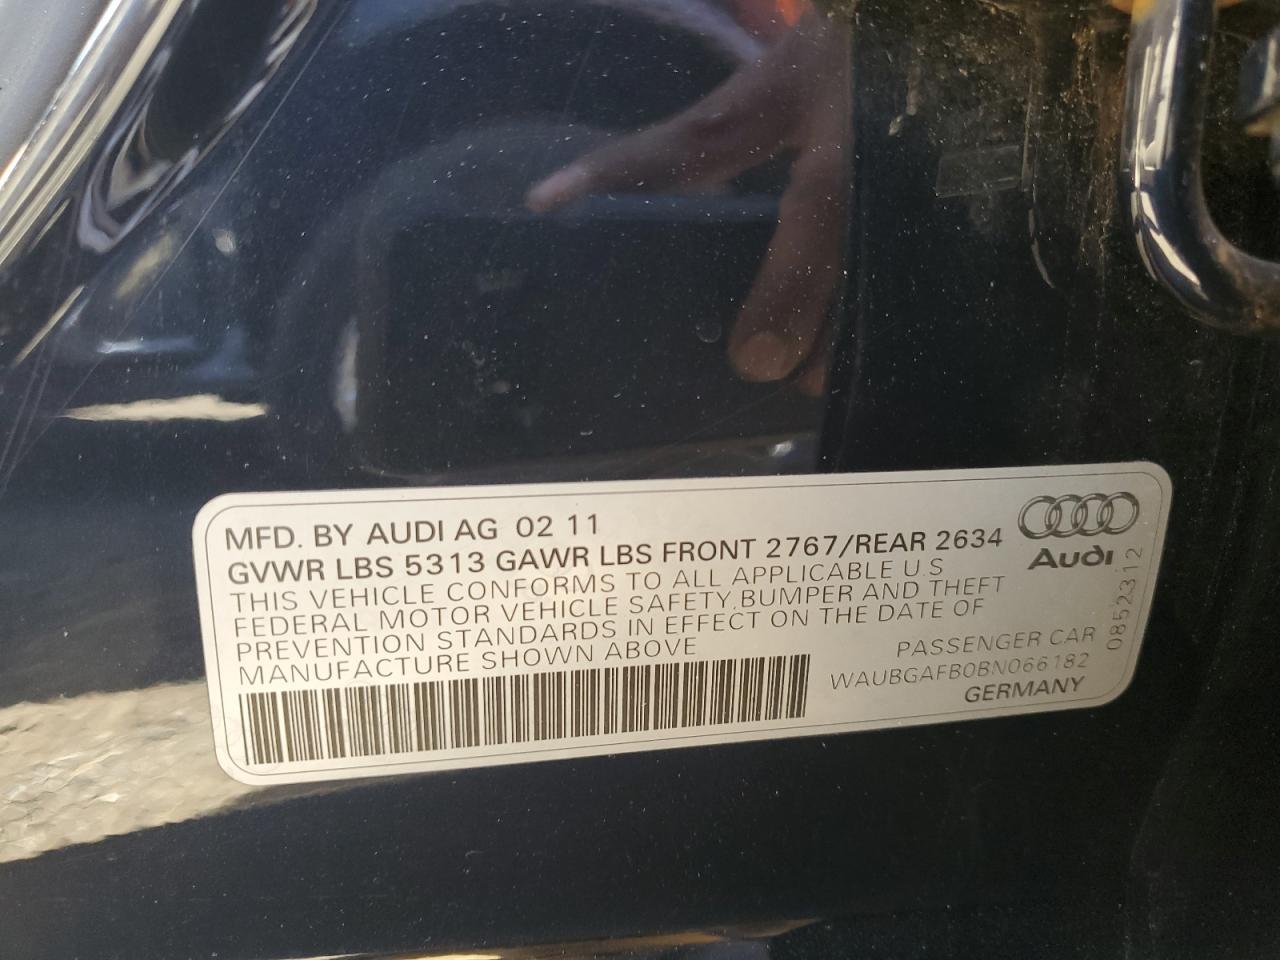 MFD. BY AUDI AG 02 11
GVWR LBS 5313 GAWR LBS FRONT 2767/REAR 2634
THIS VEHICLE CONFORMS TO ALL APPLICABLE U S
FEDERAL MOTOR VEHICLE SAFETY,BUMPER AND THEFT
PREVENTION STANDARDS IN EFFECT ON THE DATE OF
MANUFACTURE SHOWN ABOVE
PASSENGER CAR
WAUBGAFB0BN066182
GERMANY
Audi
08522312